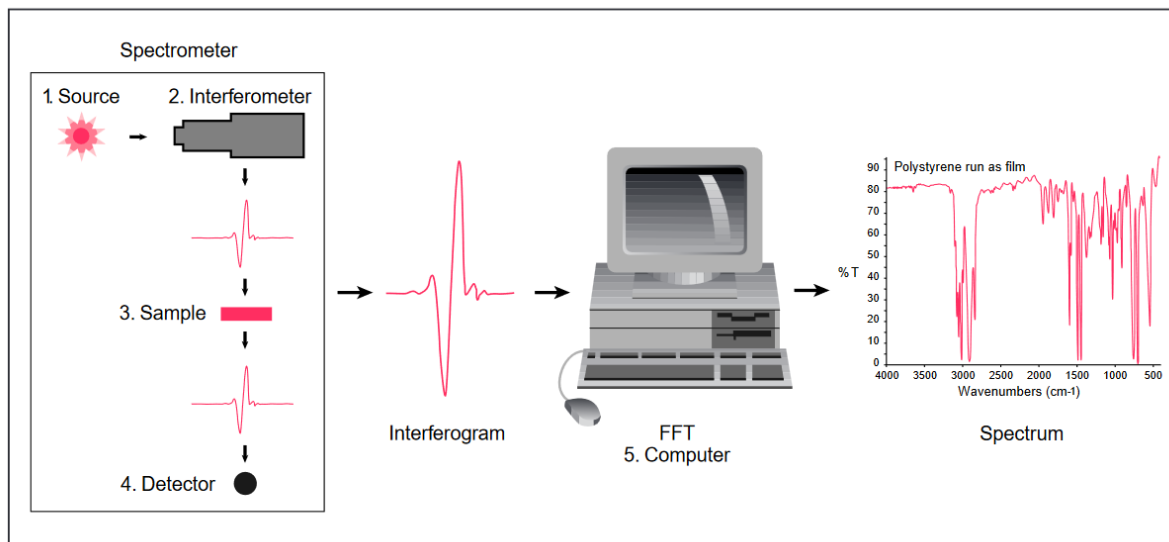 Spectrometer
1. Source
2. Interferometer
3. Sample
4. Detector
Interferogram
FFT
5. Computer
Polystyrene run as film
%T
90
80
70
60
50
40
30
20
10
0
4000 3500 3000 2500 2000 1500 1000 500
Wavenumbers (cm-1)
Spectrum